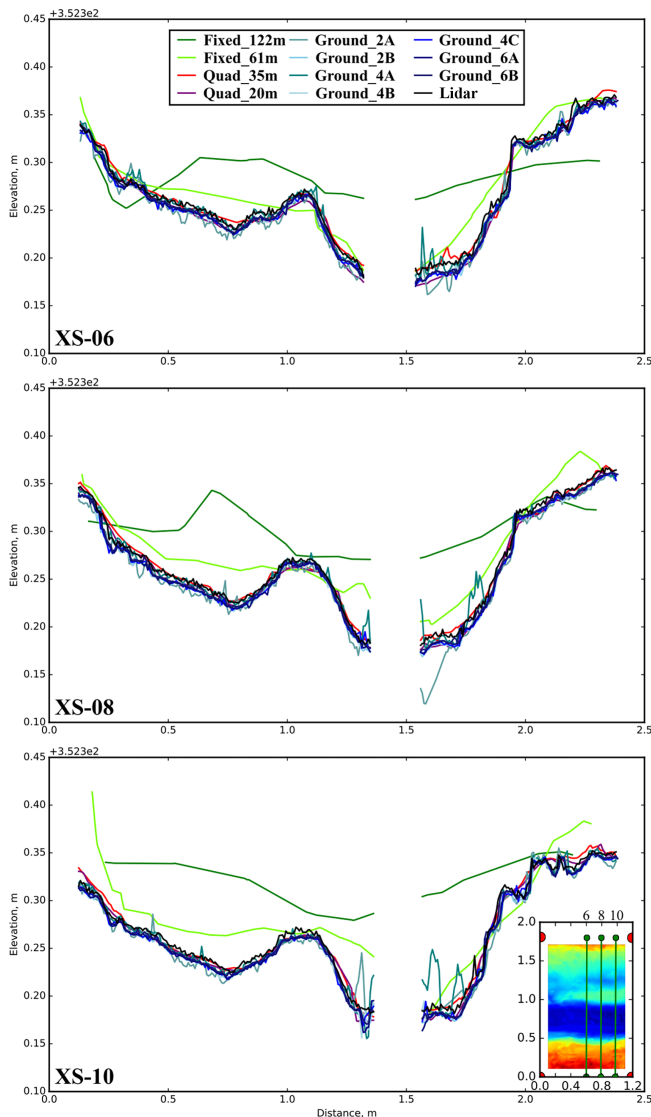 +3.523e2
0.45
Fixed_122m Ground_2A Ground_4C
Fixed_61m Ground_2B Ground_6A
Quad_35m Ground_4A Ground_6B
Quad_20m Ground_4B Lidar
0.40
0.35
Elevation, m
0.30
0.25
0.20
0.15
XS-06
0.10
0.0 0.5 1.0 1.5 2.0 2.5
+3.523e2
0.45
0.40
0.35
Elevation, m
0.30
0.25
0.20
0.15
XS-08
0.10
0.0 0.5 1.0 1.5 2.0 2.5
+3.523e2
0.45
0.40
0.35
Elevation, m
0.30
0.25
0.20
0.15
XS-10
0.10
0.0 0.5 1.0 1.5 2.0 2.5
Distance, m
6 8 10
2.0
1.5
1.0
0.5
0.0
0.0 0.4 0.8 1.2